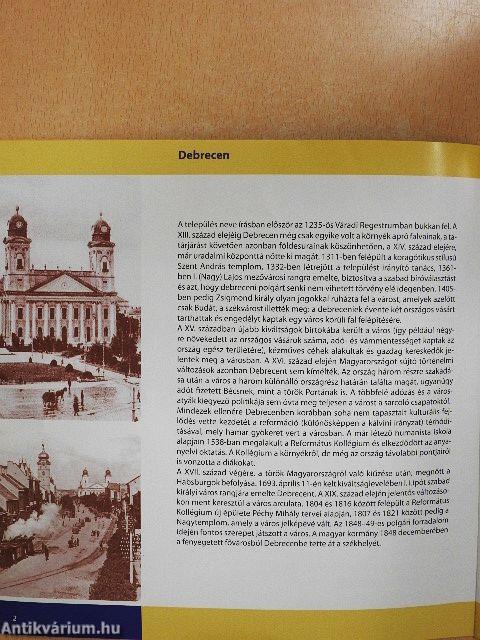 Debrecen
A település neve írásban először az 1235-ös Váradi Regestrumban bukkan fel. A
XIII. század elejéig Debrecen még csak egyike volt a környék apró falvainak, a ta-
tárjárást követően azonban földesurainak köszönhetően, a XIV. század elejére,
már uradalmi központtá nőtte ki magát. 1311-ben felépült a koragótikus stílusú
Szent András templom, 1332-ben létrejött a települést irányító tanács, 1361-
ben I. (Nagy) Lajos mezővárosi rangra emelte, biztosítva a szabad bíróválasztást
és azt, hogy debreceni polgárt senki nem vihetett törvény elé idegenben. 1405-
ben pedig Zsigmond király olyan jogokkal ruházta fel a várost, amelyek azelőtt
csak Budát, a székvárost illették meg: a debreceniek évente két országos vásárt
tarthattak és engedélyt kaptak egy város körüli fal felépítésére.
A XV. században újabb kiváltságok birtokába került a város (így például négy-
re növekedett az országos vásárok száma, adó- és vámmentességet kaptak az
ország egész területére), kézműves céhek alakultak és gazdag kereskedők je-
lentek meg a városban. A XVI. század elején Magyarországot sújtó történelmi
változások azonban Debrecent sem kímélték. Az ország három részre szakadá-
sa után a város a három különálló országrész határán találta magát, ugyanúgy
adót fizetett Bécsnek, mint a török Portának is. A többfelé adózás és a város-
atyák kiegyező politikája sem óvta meg teljesen a várost a sarcoló csapatoktól.
Mindezek ellenére Debrecenben korábban soha nem tapasztalt kulturális fej-
lődés vette kezdetét a reformáció (különösképpen a kálvini irányzat) térhódí-
tásával, mely hamar gyökeret vert a városban. A már létező humanista iskola
alapjain 1538-ban megalakult a Református Kollégium és elkezdődött az anya-
nyelvi oktatás. A Kollégium a környékről, de még az ország távolabbi pontjairól
is vonzotta a diákokat.
A XVII. század végére, a török Magyarországról való kiűzése után, megnőtt a
Habsburgok befolyása. 1693. április 11-én kelt kiváltságlevelében I. Lipót szabad
királyi város rangjára emelte Debrecent. A XIX. század elején jelentős változáso-
kon ment keresztül a város arculata, 1804 és 1816 között felépült a Református
Kollégium új épülete Péchy Mihály tervei alapján, 1807 és 1821 között pedig a
Nagytemplom, amely a város jelképévé vált. Az 1848-49-es polgári forradalom
idején fontos szerepet játszott a város. A magyar kormány 1848 decemberében
a fenyegetett fővárosból Debrecenbe tette át a székhelyét.
2
Antikvárium.hu